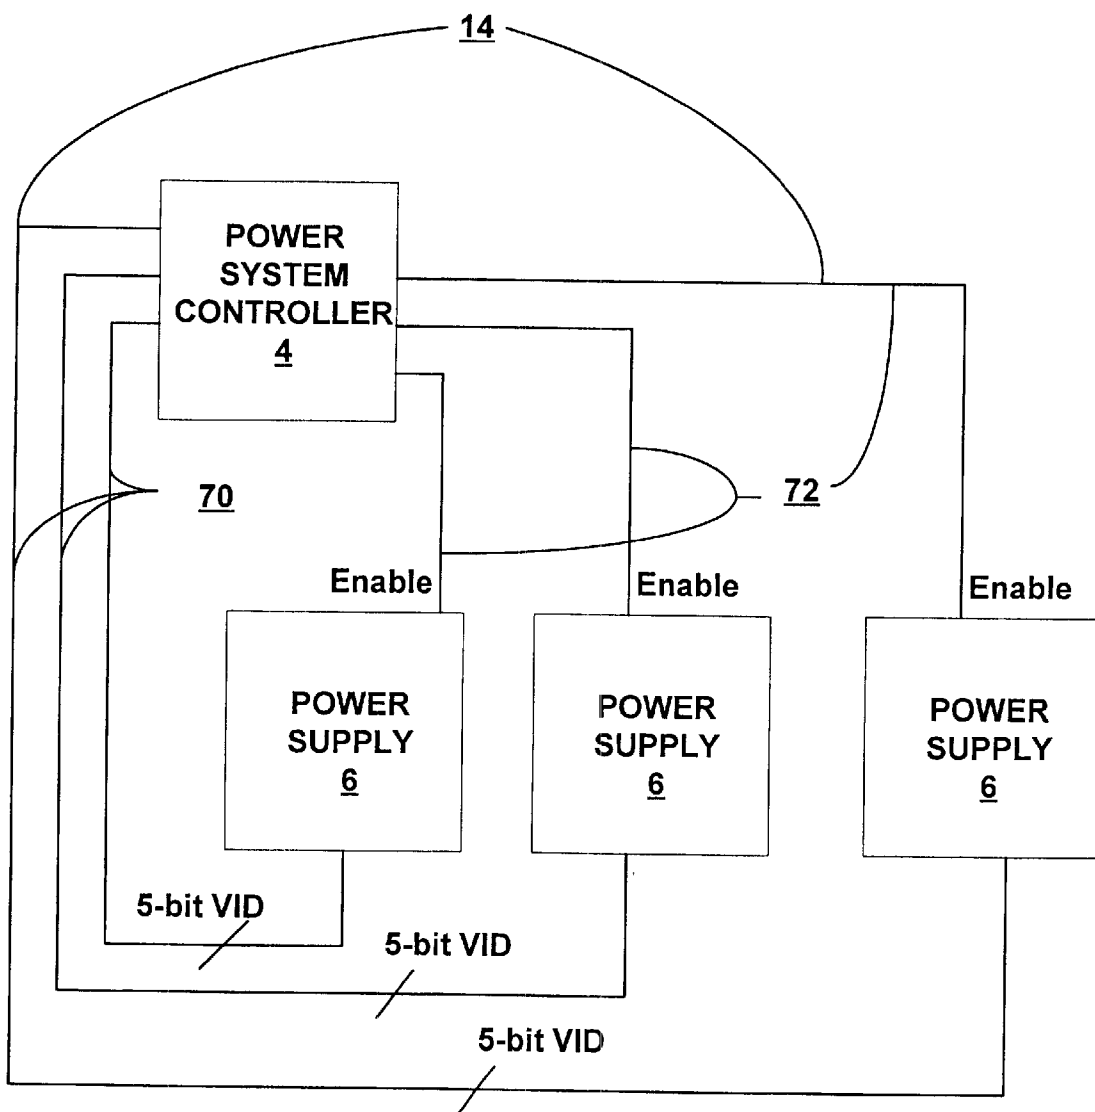 14
POWER
SYSTEM
CONTROLLER
4
70
72
Enable
Enable
Enable
POWER
SUPPLY
6
POWER
SUPPLY
6
POWER
SUPPLY
6
5-bit VID
5-bit VID
5-bit VID